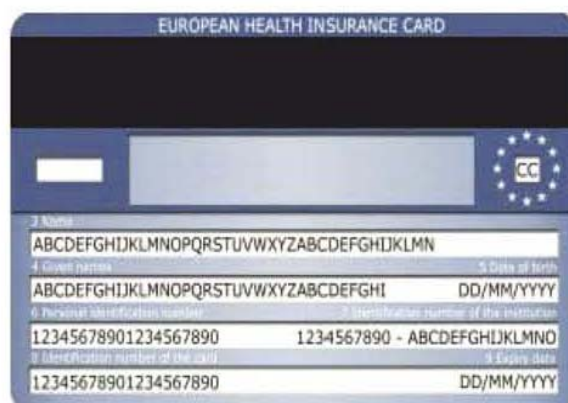 EUROPEAN HEALTH INSURANCE CARD
CC
3 Name
ABCDEFGHIJKLMNOPQRSTUVWXYZABCDEFGHIJKLMN
4 Given names 5 Date of birth
ABCDEFGHIJKLMNOPQRSTUVWXYZABCDEFGHI DD/MM/YYYY
6 Personal identification number 7 Identification number of the institution
12345678901234567890 1234567890 - ABCDEFGHIJKLMNO
8 Identification number of the card 9 Expiry date
12345678901234567890 DD/MM/YYYY